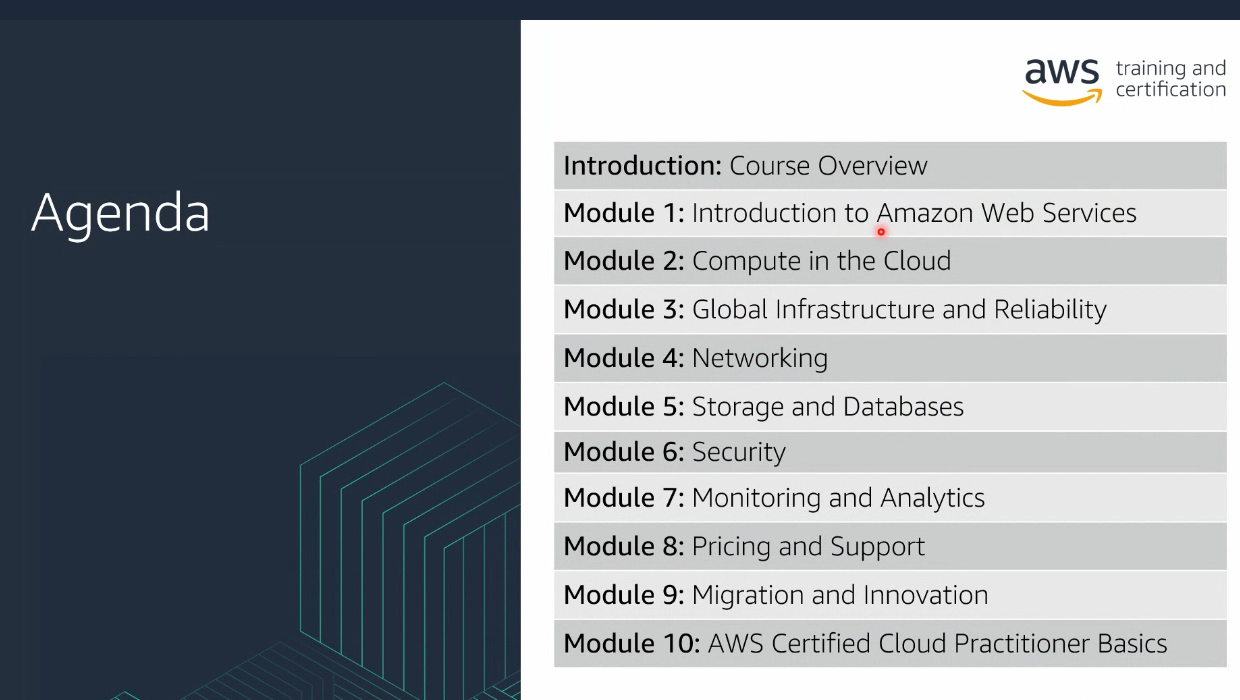 Agenda
aws training and
certification
Introduction: Course Overview
Module 1: Introduction to Amazon Web Services
Module 2: Compute in the Cloud
Module 3: Global Infrastructure and Reliability
Module 4: Networking
Module 5: Storage and Databases
Module 6: Security
Module 7: Monitoring and Analytics
Module 8: Pricing and Support
Module 9: Migration and Innovation
Module 10: AWS Certified Cloud Practitioner Basics